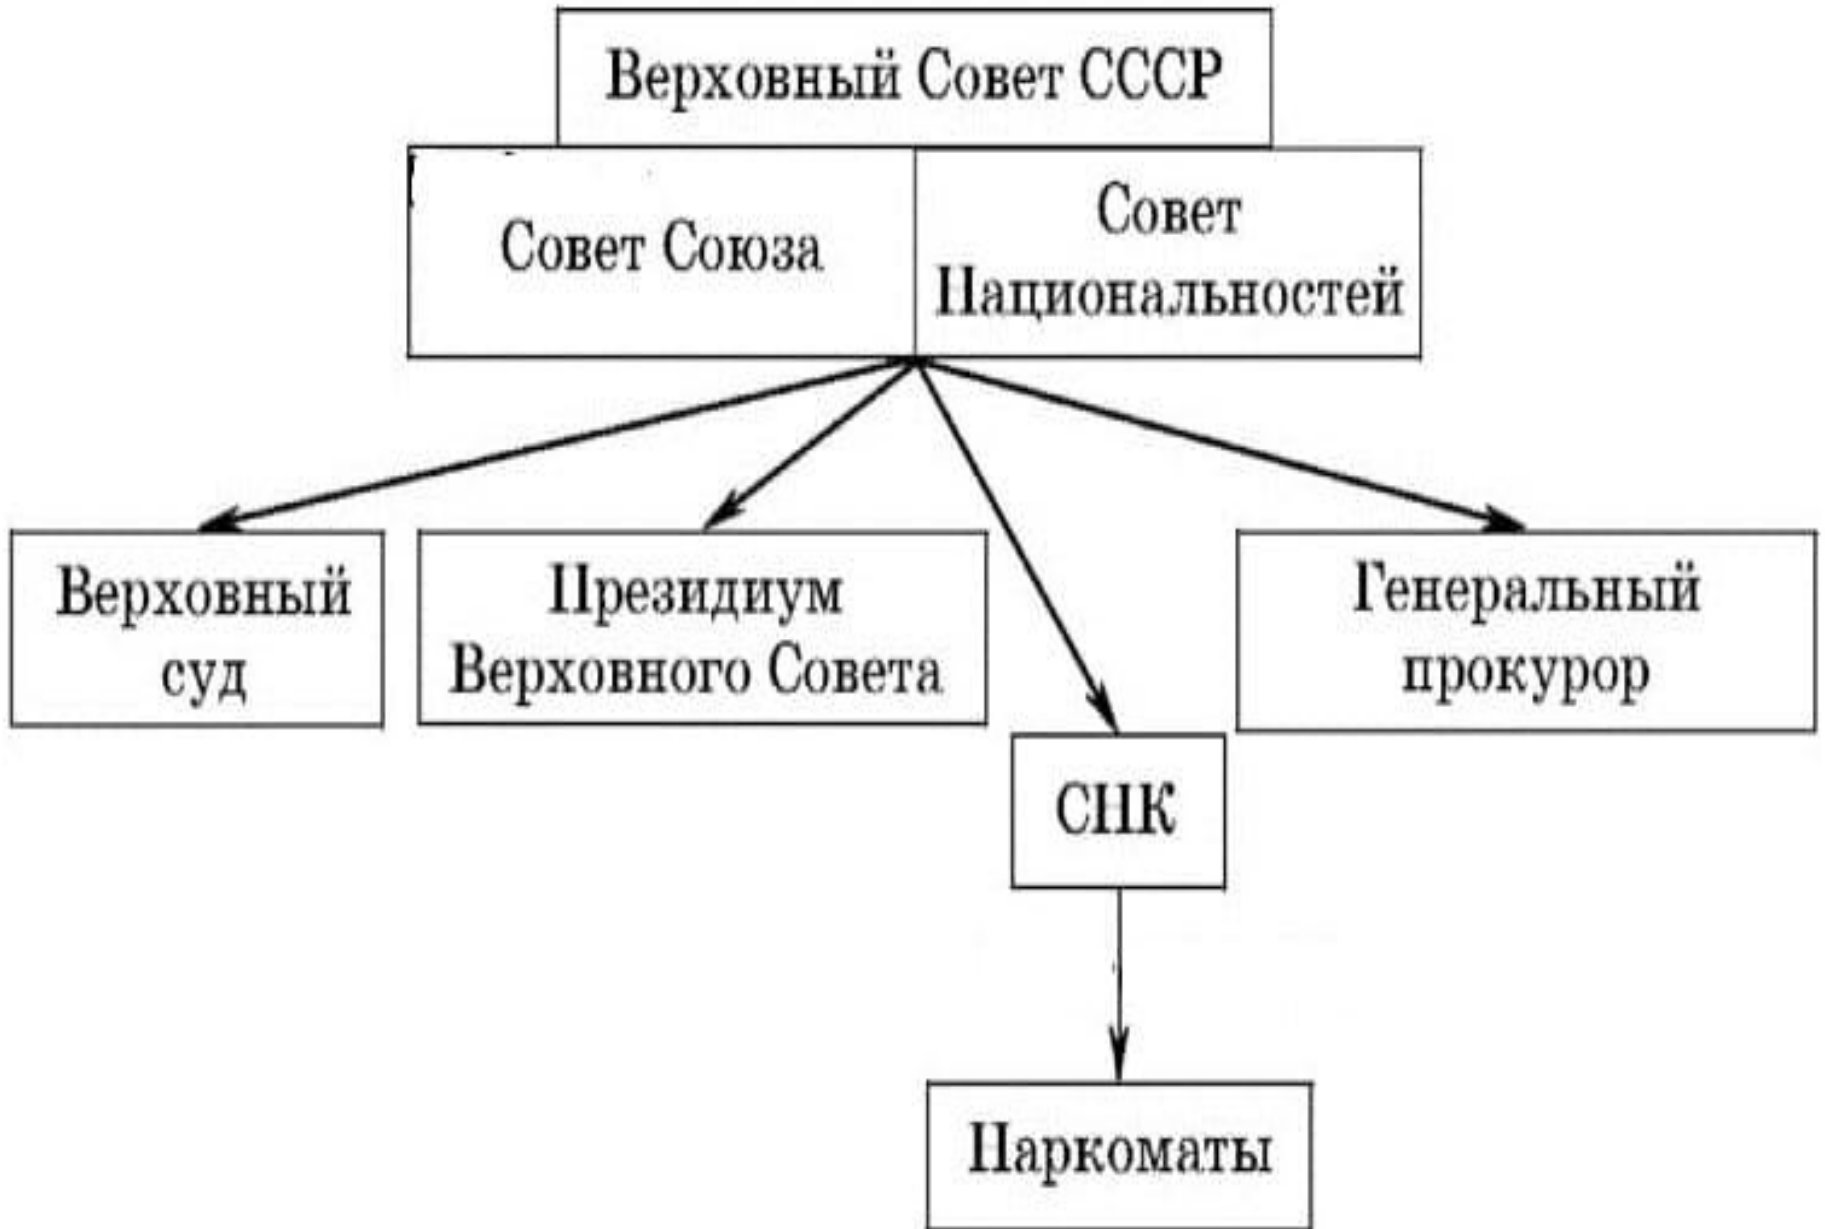 Верховный Совет СССР
Совет Союза
Совет
Национальностей
Верховный
суд
Президиум
Верховного Совета
Генеральный
прокурор
СНК
Наркоматы